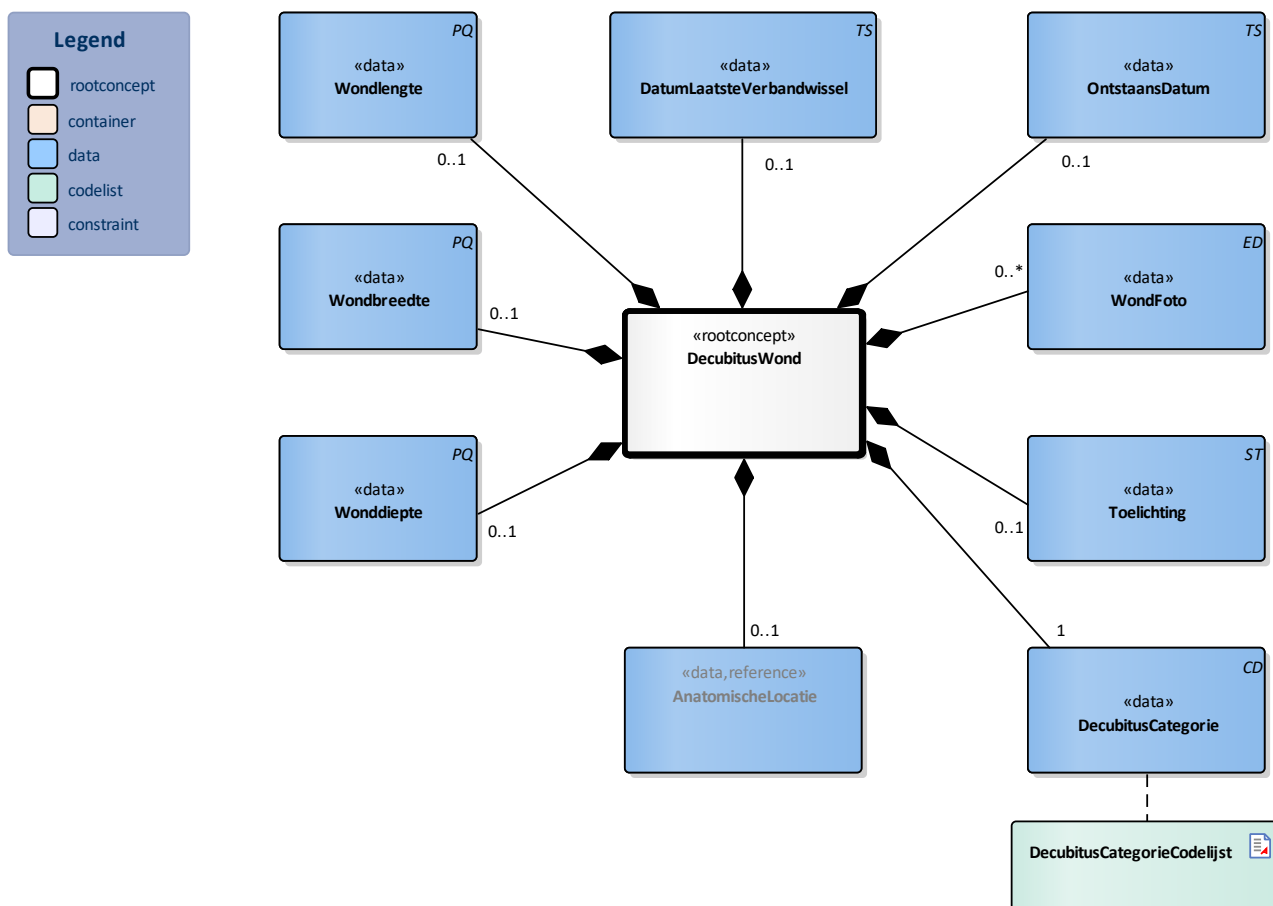 Legend
rootconcept
container
data
codelist
constraint
PQ
«data»
Wondlengte
0..1
TS
«data»
DatumLaatsteVerbandwissel
0..1
TS
«data»
OntstaansDatum
0..1
PQ
«data»
Wondbreedte
0..1
ED
«data»
WondFoto
0..*
«rootconcept»
DecubitusWond
PQ
«data»
Wonddiepte
0..1
ST
«data»
Toelichting
0..1
0..1
«data,reference»
AnatomischeLocatie
1
CD
«data»
DecubitusCategorie
DecubitusCategorieCodelijst